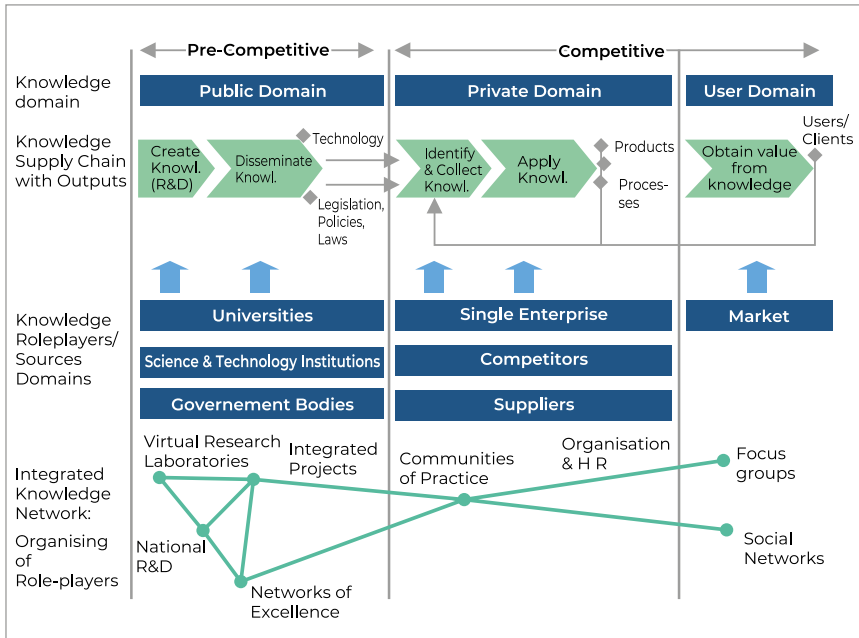 Pre-Competitive
Competitive
Knowledge
domain
Public Domain
Private Domain
User Domain
Knowledge
Supply Chain
with Outputs
Create
Knowl.
(R&D)
Disseminate
Knowl.
Technology
Legislation,
Policies,
Laws
Identify
& Collect
Knowl.
Apply
Knowl.
Products
Proces-
ses
Obtain value
from
knowledge
Users/
Clients
Knowledge
Roleplayers/
Sources
Domains
Universities
Single Enterprise
Market
Science & Technology Institutions
Competitors
Governement Bodies
Suppliers
Integrated
Knowledge
Network:
Organising
of
Role-players
Virtual Research
Laboratories
Integrated
Projects
Communities
of Practice
Organisation
& H R
Focus
groups
National
R&D
Networks of
Excellence
Social
Networks